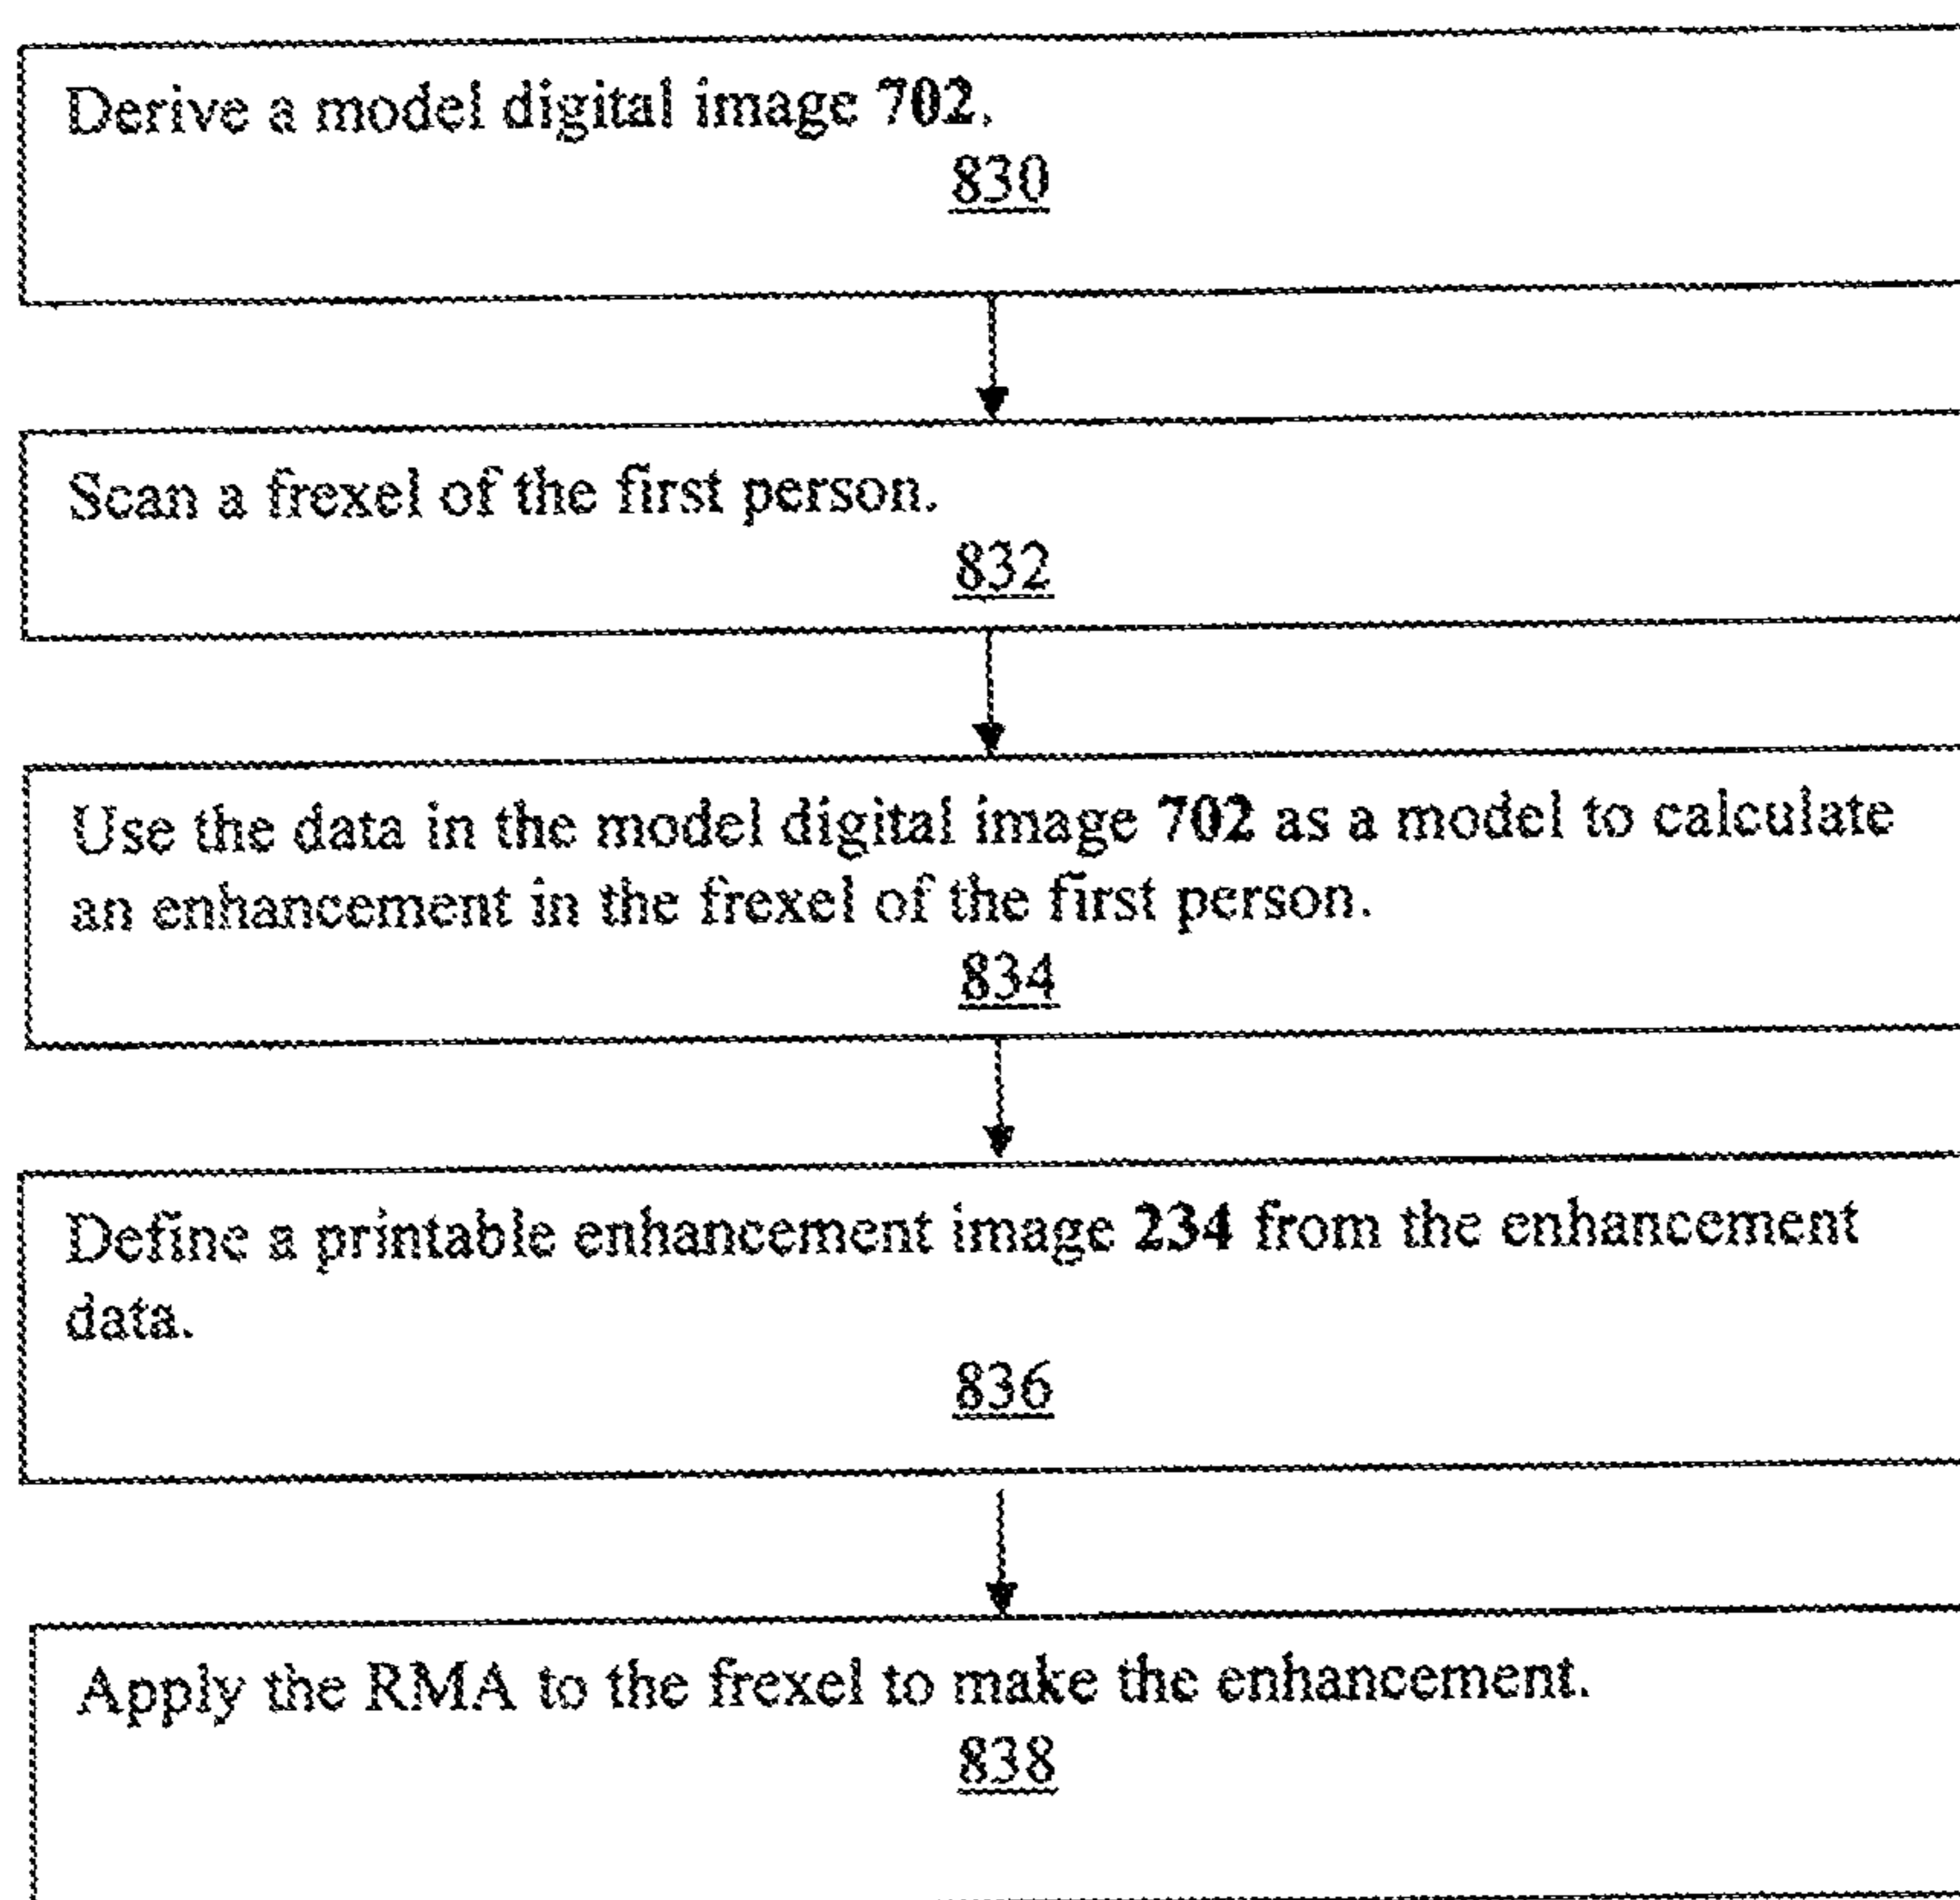 Derive a model digital image 702.
830
Scan a frexel of the first person.
832
Use the data in the model digital image 702 as a model to calculate
an enhancement in the frexel of the first person.
834
Define a printable enhancement image 234 from the enhancement
data.
836
Apply the RMA to the frexel to make the enhancement.
838